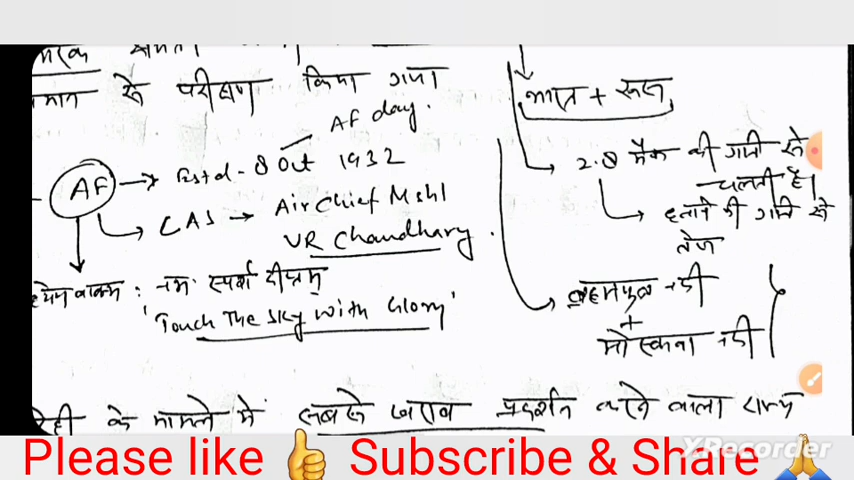 से परीक्षण किया गया
AF day.
AF → Estd - 8 Oct 1932
CAS → Air Chief Mshl
VR Chandhary.
: नभः स्पर्श दीप्तम्
'Touch The sky with Glory'
के मामले में सबसे खराब प्रदर्शन करने वाला राज्य
भारत + रूस
2.8 मैक की गती से
चलती है।
की गति से
तेज
ब्रह्मपुत्र नदी
+
मोस्कवा नदी
Please like 👍 Subscribe & Share 🙏
XRecorder